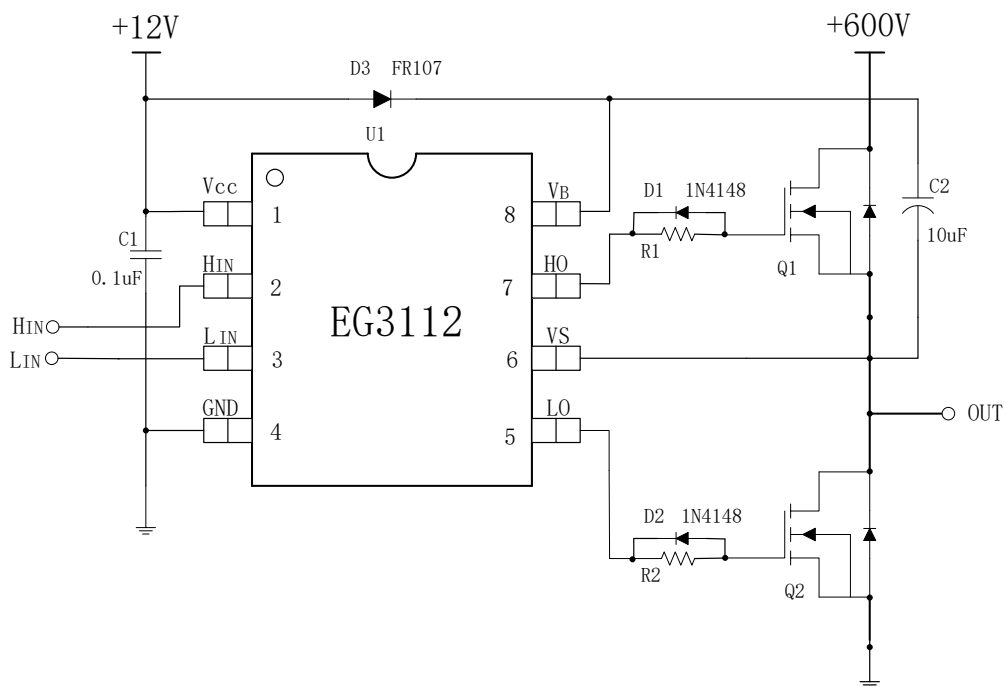 +12V
+600V
D3 FR107
U1
Vcc
1
C1
0.1uF
HIN
2
HIN
LIN
3
LIN
GND
4
EG3112
VB
8
HO
7
VS
6
LO
5
D1 1N4148
R1
Q1
C2
10uF
OUT
D2 1N4148
R2
Q2